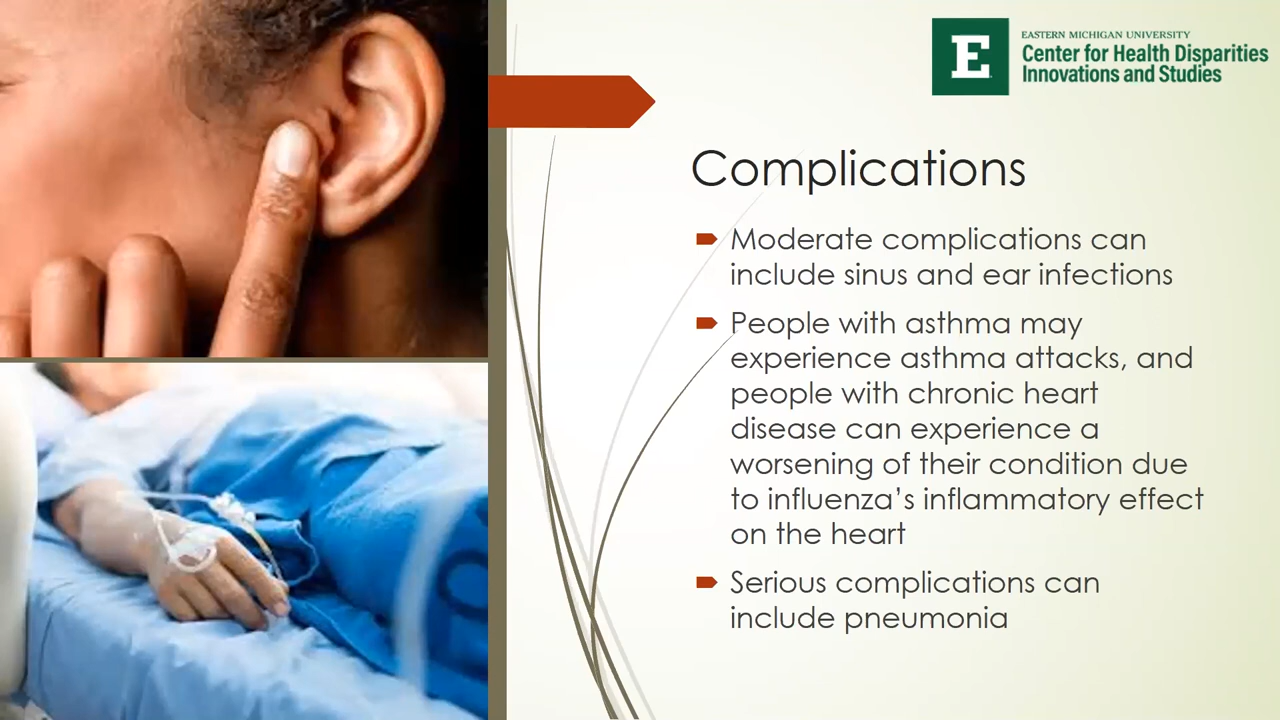 EASTERN MICHIGAN UNIVERSITY
Center for Health Disparities
Innovations and Studies
E
Complications
Moderate complications can
include sinus and ear infections
People with asthma may
experience asthma attacks, and
people with chronic heart
disease can experience a
worsening of their condition due
to influenza’s inflammatory effect
on the heart
Serious complications can
include pneumonia